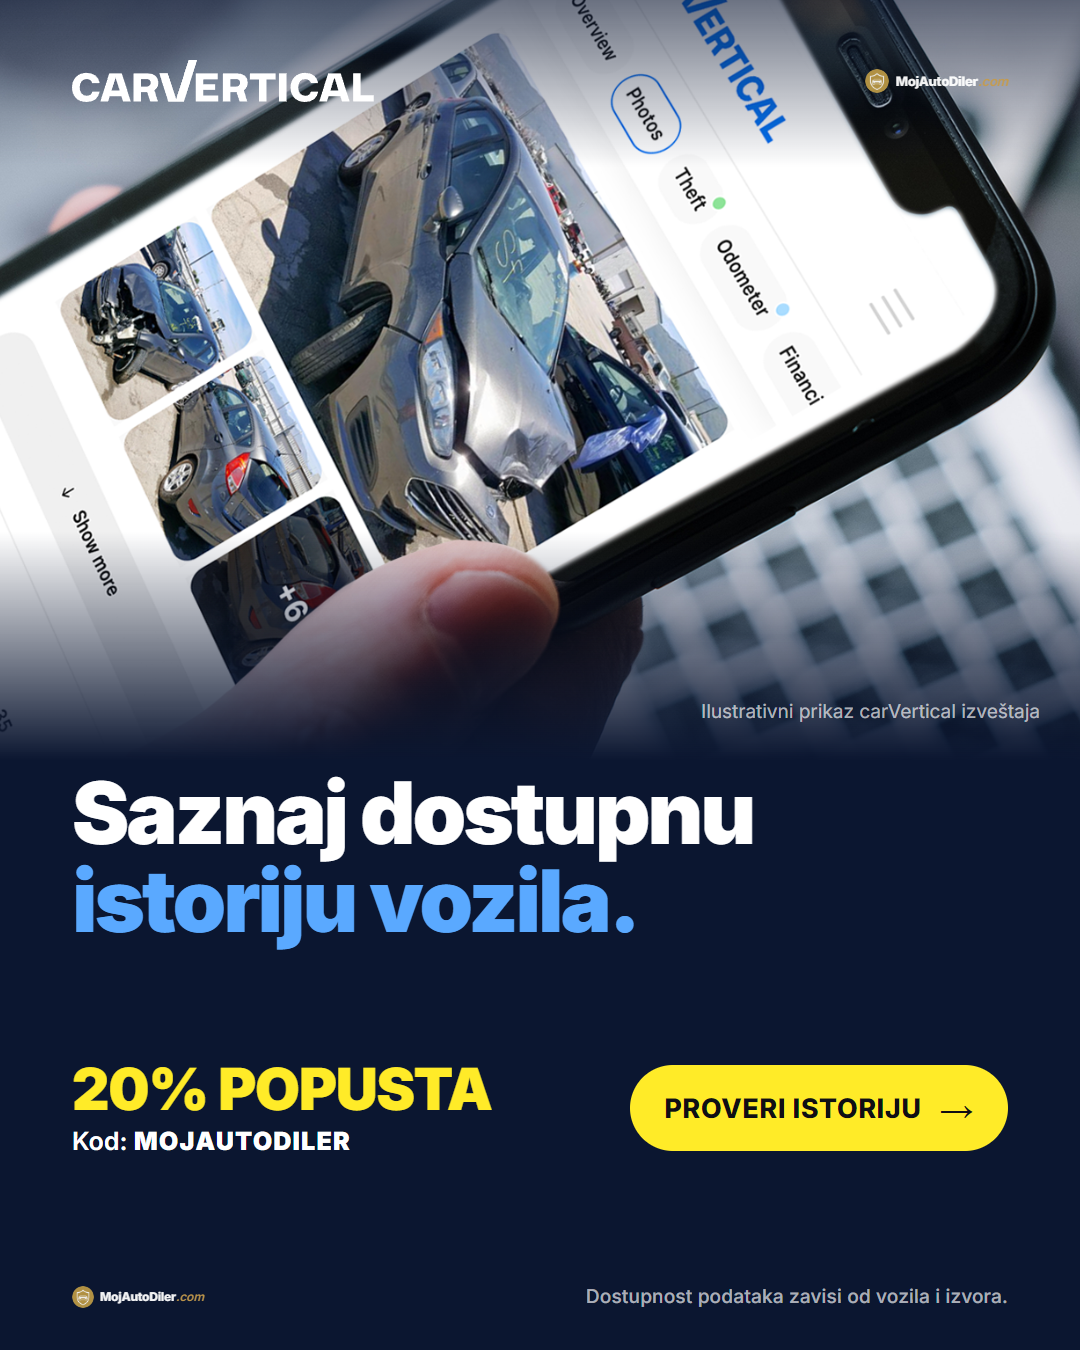 CARVERTICAL
MojAutoDiler.com
VERTICAL
Overview
Photos
Theft
Odometer
Financi
Show more
+6
35
Ilustrativni prikaz carVertical izveštaja
Saznaj dostupnu
istoriju vozila.
20% POPUSTA
Kod: MOJAUTODILER
PROVERI ISTORIJU →
MojAutoDiler.com
Dostupnost podataka zavisi od vozila i izvora.